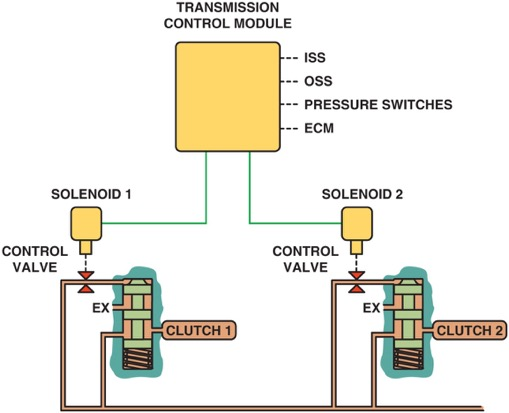 TRANSMISSION
CONTROL MODULE
ISS
OSS
PRESSURE SWITCHES
ECM
SOLENOID 1
SOLENOID 2
CONTROL
VALVE
CONTROL
VALVE
EX
CLUTCH 1
EX
CLUTCH 2